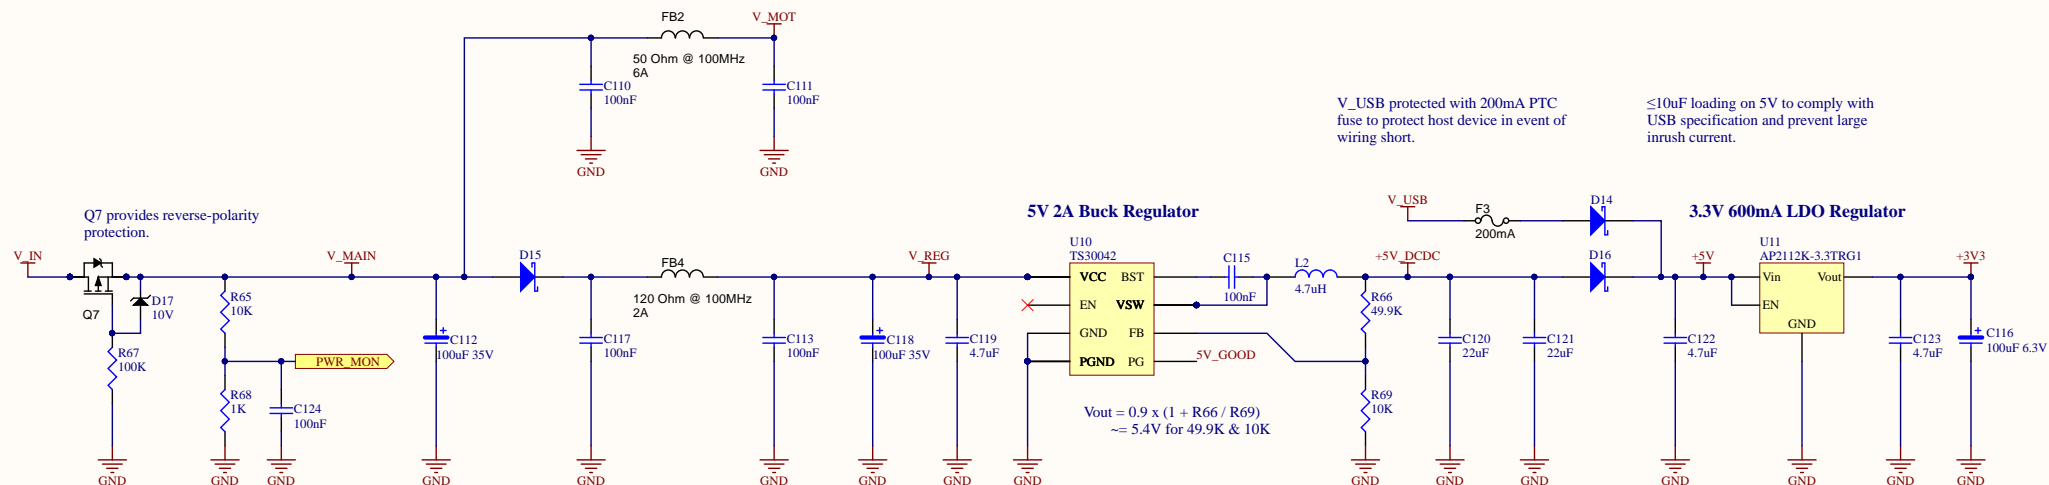 FB2
V_MOT
50 Ohm @ 100MHz
6A
C110
100nF
C111
100nF
GND
GND
V_USB protected with 200mA PTC
fuse to protect host device in event of
wiring short.
≤10uF loading on 5V to comply with
USB specification and prevent large
inrush current.
Q7 provides reverse-polarity
protection.
V_IN
Q7
D17
10V
R67
100K
GND
V_MAIN
R65
10K
PWR_MON
R68
1K
C124
100nF
GND
GND
C112
100uF 35V
GND
D15
C117
100nF
GND
FB4
120 Ohm @ 100MHz
2A
C113
100nF
GND
C118
100uF 35V
GND
V_REG
C119
4.7uF
GND
5V 2A Buck Regulator
U10
TS30042
VCC
BST
EN
VSW
GND
FB
PGND
PG
5V_GOOD
GND
C115
100nF
L2
4.7uH
Vout = 0.9 x (1 + R66 / R69)
~= 5.4V for 49.9K & 10K
R66
49.9K
R69
10K
GND
V_USB
F3
200mA
D14
+5V_DCDC
C120
22uF
GND
C121
22uF
GND
D16
+5V
C122
4.7uF
GND
3.3V 600mA LDO Regulator
U11
AP2112K-3.3TRG1
Vin
Vout
EN
GND
GND
+3V3
C123
4.7uF
GND
C116
100uF 6.3V
GND